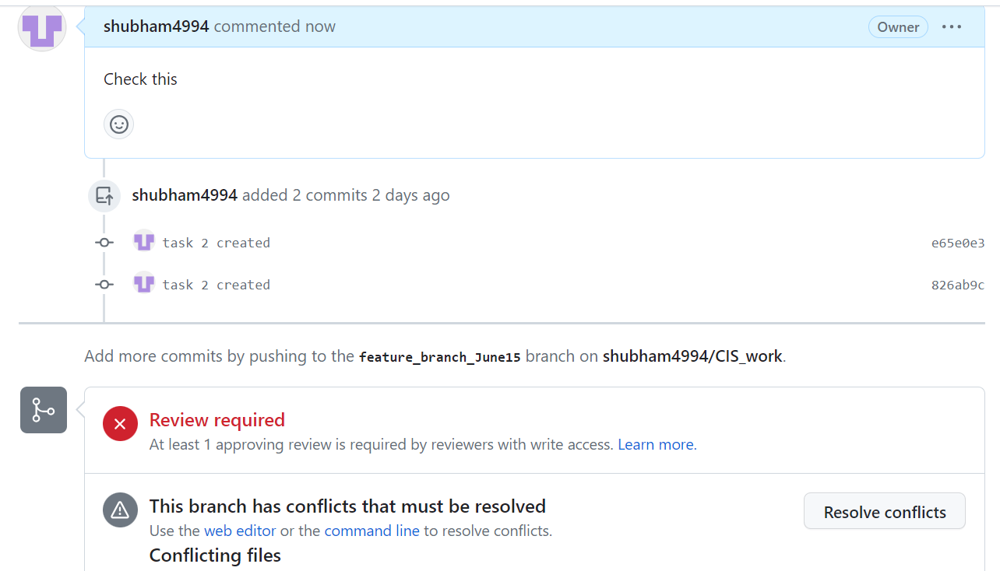 shubham4994 commented now Owner
Check this
shubham4994 added 2 commits 2 days ago
task 2 created e65e0e3
task 2 created 826ab9c
Add more commits by pushing to the feature_branch_June15 branch on shubham4994/CIS_work.
Review required
At least 1 approving review is required by reviewers with write access. Learn more.
This branch has conflicts that must be resolved
Use the web editor or the command line to resolve conflicts.
Resolve conflicts
Conflicting files